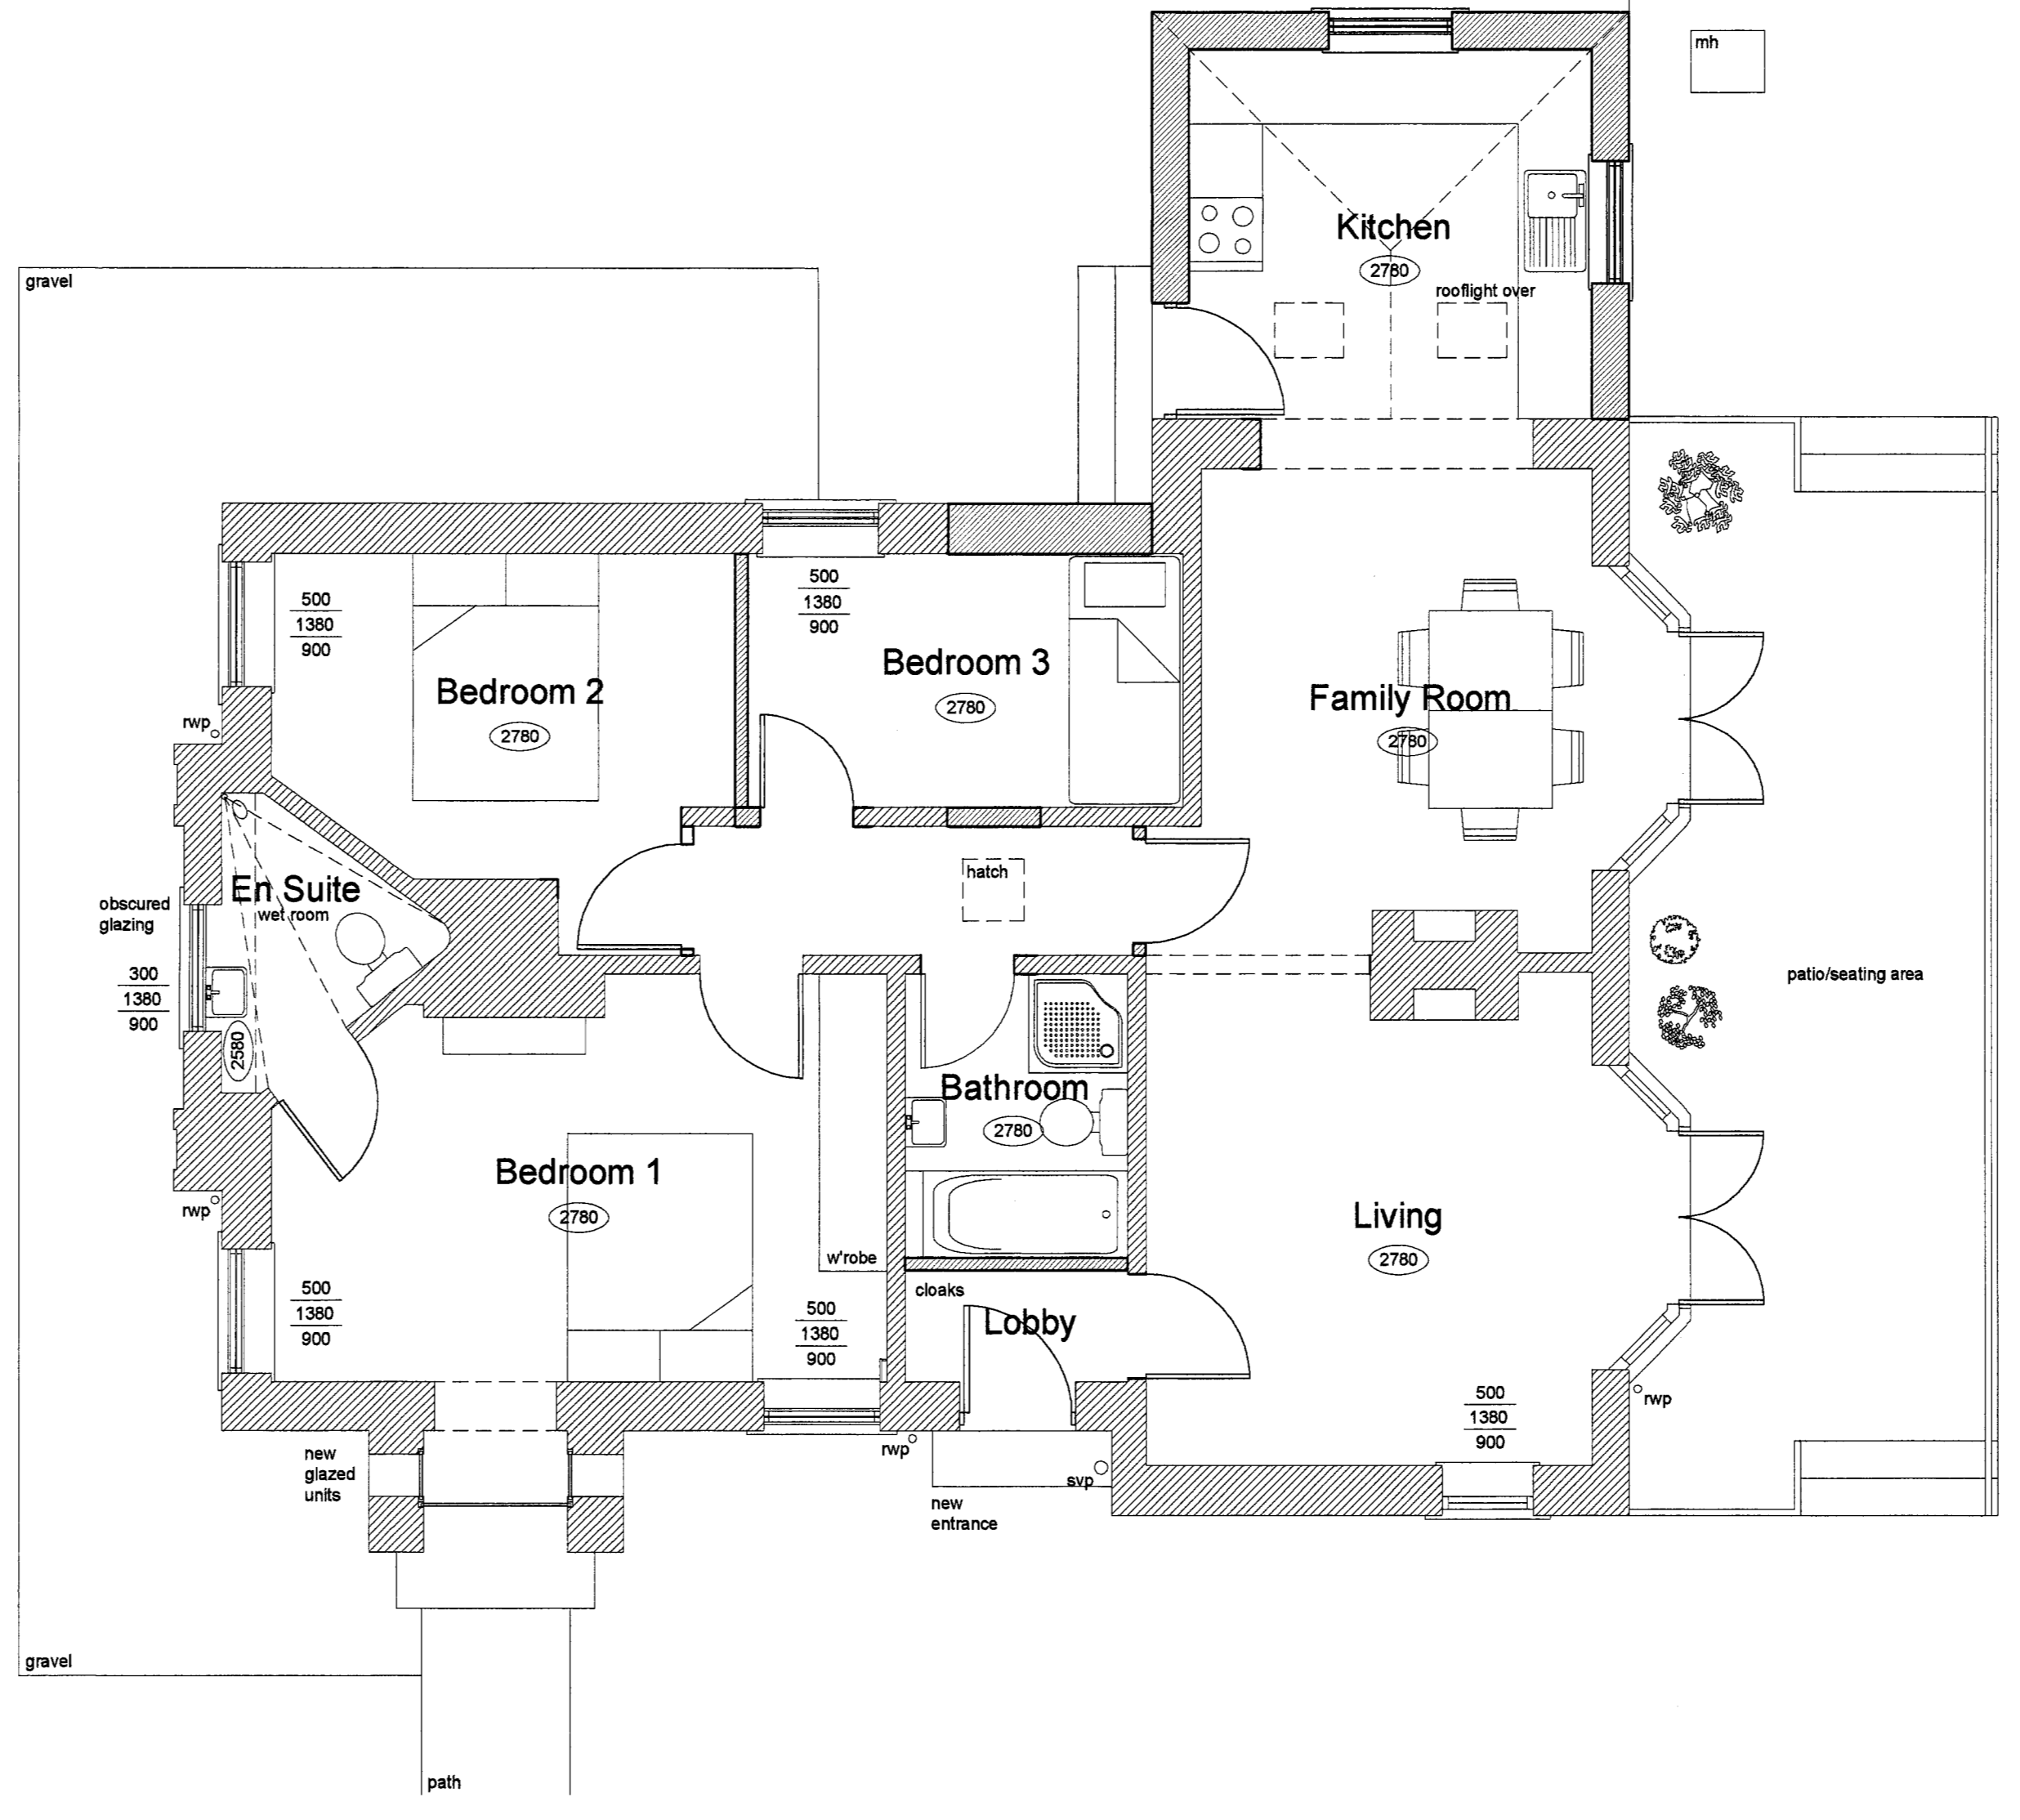 mh
Kitchen
2780
rooflight over
gravel
500
1380
900
Bedroom 2
2780
500
1380
900
Bedroom 3
2780
Family Room
2780
rwp
En Suite
wet room
obscured
glazing
300
1380
900
2580
hatch
patio/seating area
Bathroom
2780
Bedroom 1
2780
rwp
Living
2780
w'robe
cloaks
Lobby
500
1380
900
500
1380
900
500
1380
900
rwp
rwp
svp
new
glazed
units
new
entrance
gravel
path